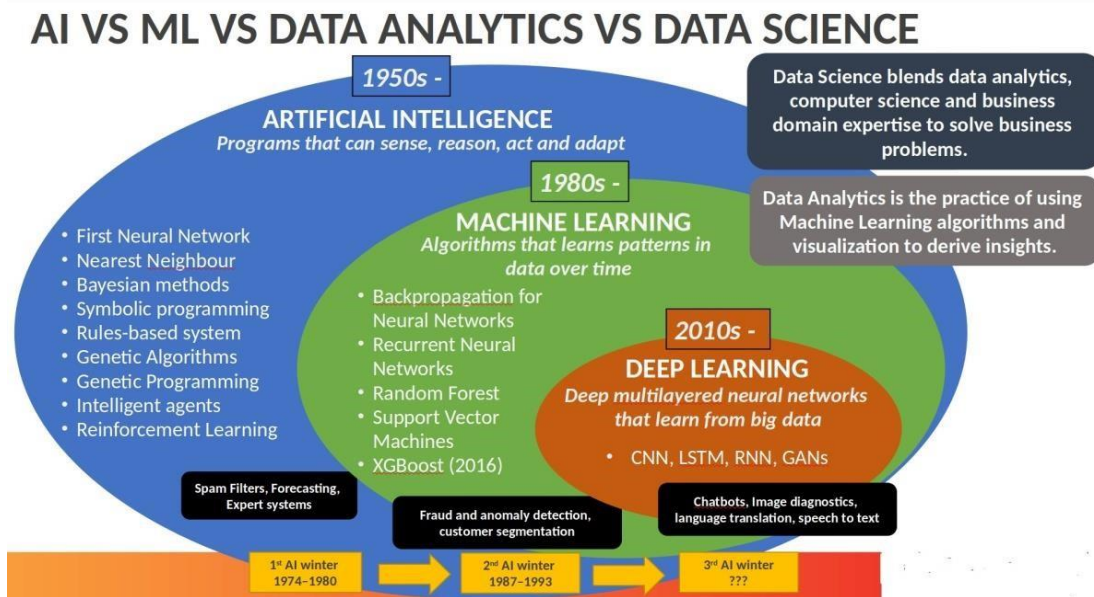 AI VS ML VS DATA ANALYTICS VS DATA SCIENCE
1950s -
ARTIFICIAL INTELLIGENCE
Programs that can sense, reason, act and adapt
• First Neural Network
• Nearest Neighbour
• Bayesian methods
• Symbolic programming
• Rules-based system
• Genetic Algorithms
• Genetic Programming
• Intelligent agents
• Reinforcement Learning
Spam Filters, Forecasting,
Expert systems
1980s -
MACHINE LEARNING
Algorithms that learns patterns in
data over time
• Backpropagation for
Neural Networks
• Recurrent Neural
Networks
• Random Forest
• Support Vector
Machines
• XGBoost (2016)
Fraud and anomaly detection,
customer segmentation
2010s -
DEEP LEARNING
Deep multilayered neural networks
that learn from big data
• CNN, LSTM, RNN, GANs
Chatbots, Image diagnostics,
language translation, speech to text
Data Science blends data analytics,
computer science and business
domain expertise to solve business
problems.
Data Analytics is the practice of using
Machine Learning algorithms and
visualization to derive insights.
1st AI winter
1974–1980
2nd AI winter
1987–1993
3rd AI winter
???